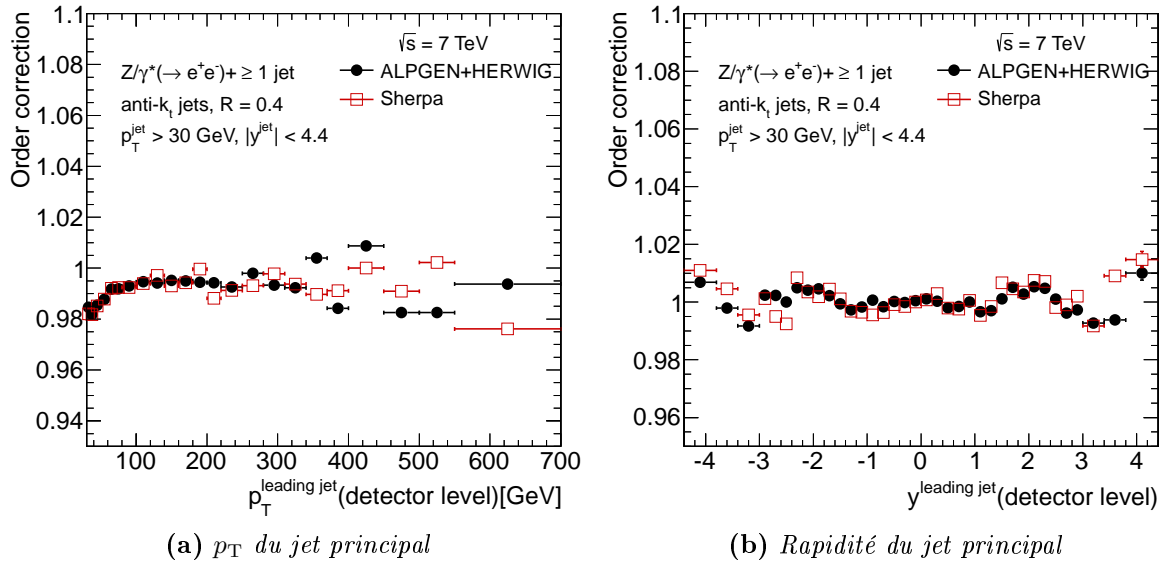 Order correction
1.1
1.08
1.06
1.04
1.02
1
0.98
0.96
0.94
√s = 7 TeV
Z/γ*(→ e⁺e⁻)+ ≥ 1 jet
ALPGEN+HERWIG
anti-kₜ jets, R = 0.4
Sherpa
p_T^jet > 30 GeV, |y^jet| < 4.4
100 200 300 400 500 600 700
p_T^leading jet (detector level)[GeV]
(a) p_T du jet principal
Order correction
1.1
1.08
1.06
1.04
1.02
1
0.98
0.96
√s = 7 TeV
Z/γ*(→ e⁺e⁻)+ ≥ 1 jet
ALPGEN+HERWIG
anti-kₜ jets, R = 0.4
Sherpa
p_T^jet > 30 GeV, |y^jet| < 4.4
-4 -3 -2 -1 0 1 2 3 4
y^leading jet (detector level)
(b) Rapidité du jet principal